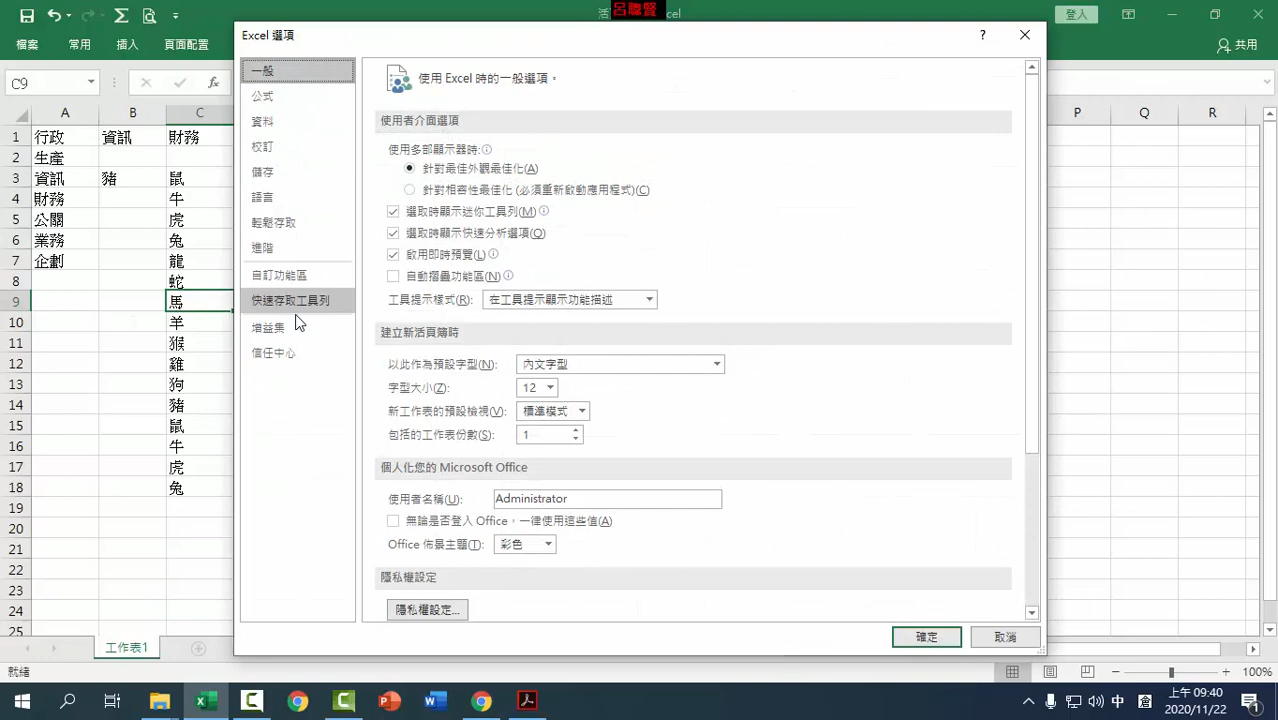 呂聰賢
活 cel
登入
檔案 常用 插入 頁面配置
共用
Excel 選項
C9
A B C P Q R
1 行政 資訊 財務
2 生產
3 資訊 豬 鼠
4 財務 牛
5 公關 虎
6 業務 兔
7 企劃 龍
8 蛇
9 馬
10 羊
11 猴
12 雞
13 狗
14 豬
15 鼠
16 牛
17 虎
18 兔
19
20
21
22
23
24
25
一般
公式
資料
校訂
儲存
語言
輕鬆存取
進階
自訂功能區
快速存取工具列
增益集
信任中心
使用 Excel 時的一般選項。
使用者介面選項
使用多部顯示器時:
針對最佳外觀最佳化(A)
針對相容性最佳化 (必須重新啟動應用程式)(C)
選取時顯示迷你工具列(M)
選取時顯示快速分析選項(Q)
啟用即時預覽(L)
自動摺疊功能區(N)
工具提示樣式(R): 在工具提示顯示功能描述
建立新活頁簿時
以此作為預設字型(N): 內文字型
字型大小(Z): 12
新工作表的預設檢視(V): 標準模式
包括的工作表份數(S): 1
個人化您的 Microsoft Office
使用者名稱(U): Administrator
無論是否登入 Office，一律使用這些值(A)
Office 佈景主題(T): 彩色
隱私權設定
隱私權設定...
確定 取消
工作表1
就緒
100%
中
上午 09:40
2020/11/22